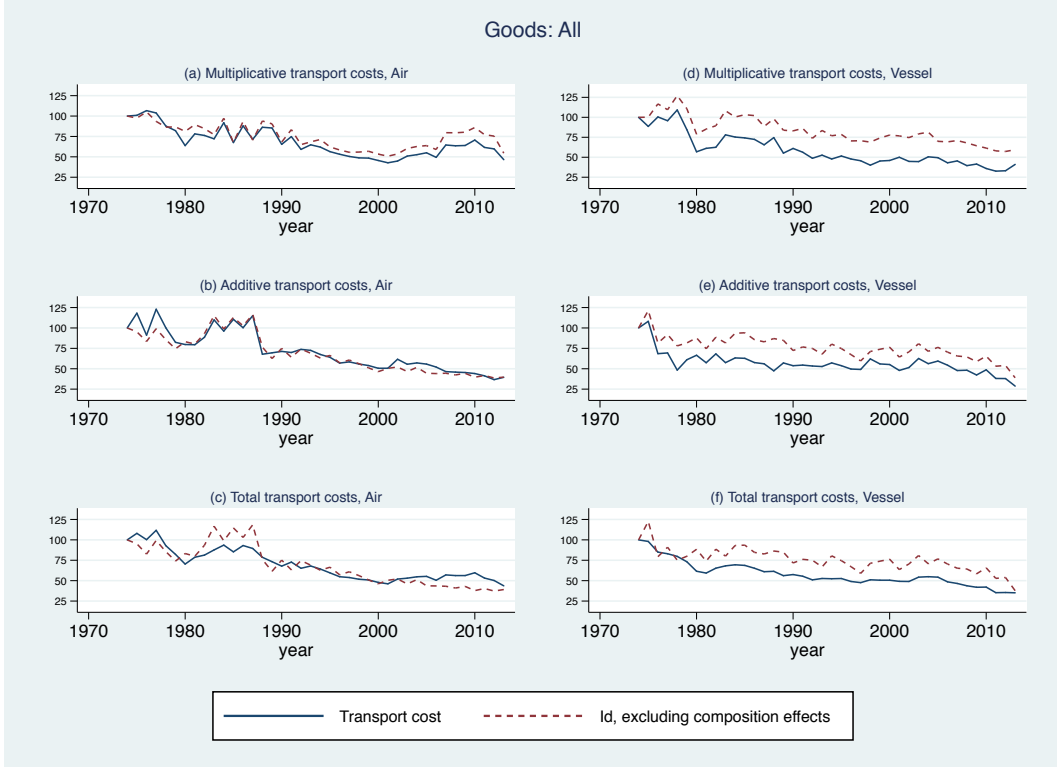 Goods: All
(a) Multiplicative transport costs, Air
125
100
75
50
25
1970 1980 1990 2000 2010
year
(d) Multiplicative transport costs, Vessel
125
100
75
50
25
1970 1980 1990 2000 2010
year
(b) Additive transport costs, Air
125
100
75
50
25
1970 1980 1990 2000 2010
year
(e) Additive transport costs, Vessel
125
100
75
50
25
1970 1980 1990 2000 2010
year
(c) Total transport costs, Air
125
100
75
50
25
1970 1980 1990 2000 2010
year
(f) Total transport costs, Vessel
125
100
75
50
25
1970 1980 1990 2000 2010
year
Transport cost Id, excluding composition effects